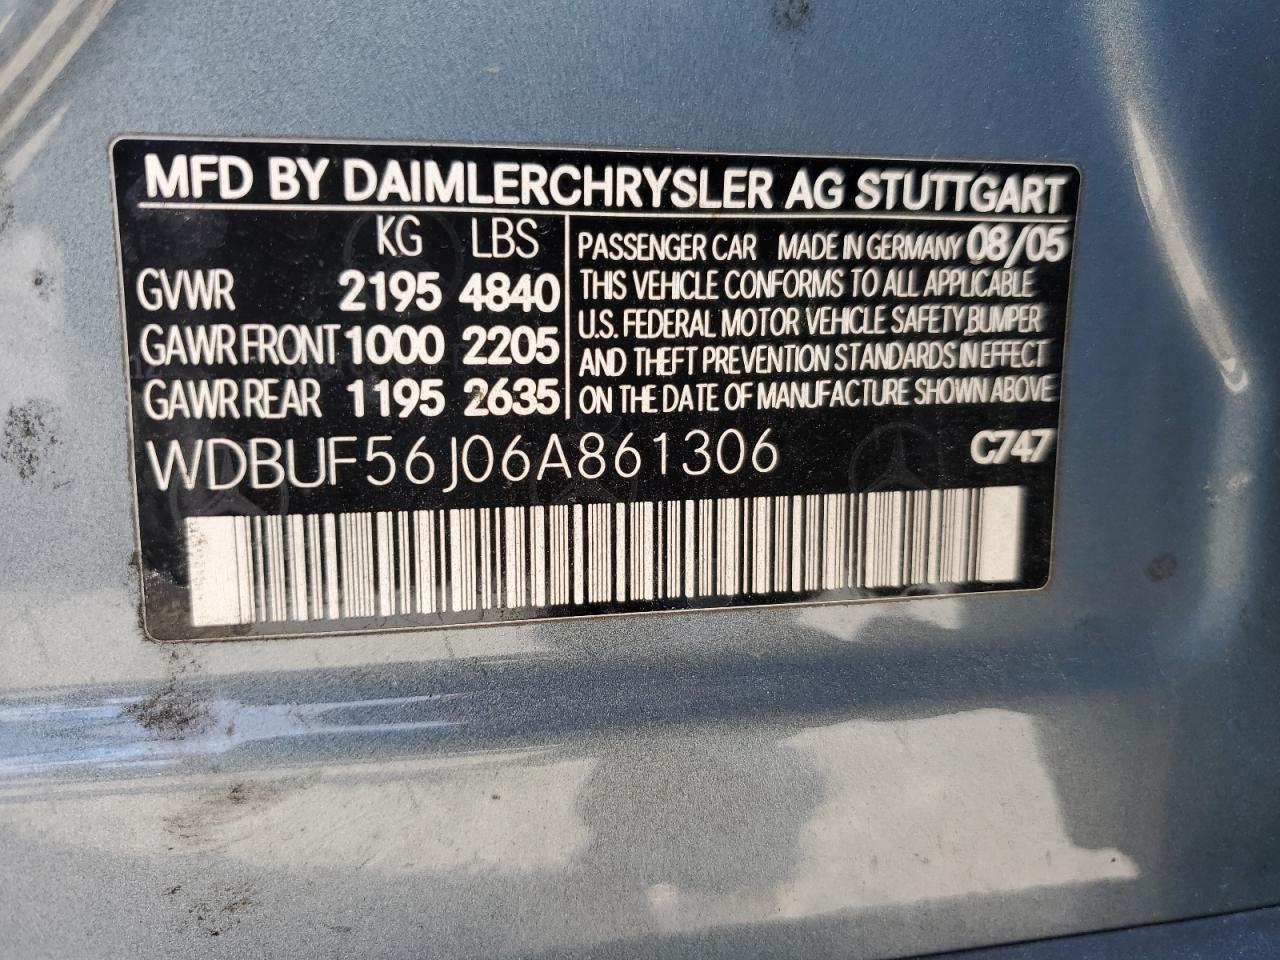 MFD BY DAIMLERCHRYSLER AG STUTTGART
KG LBS
GVWR 2195 4840
GAWR FRONT 1000 2205
GAWR REAR 1195 2635
PASSENGER CAR MADE IN GERMANY 08/05
THIS VEHICLE CONFORMS TO ALL APPLICABLE
U.S. FEDERAL MOTOR VEHICLE SAFETY,BUMPER
AND THEFT PREVENTION STANDARDS IN EFFECT
ON THE DATE OF MANUFACTURE SHOWN ABOVE
WDBUF56J06A861306 C747